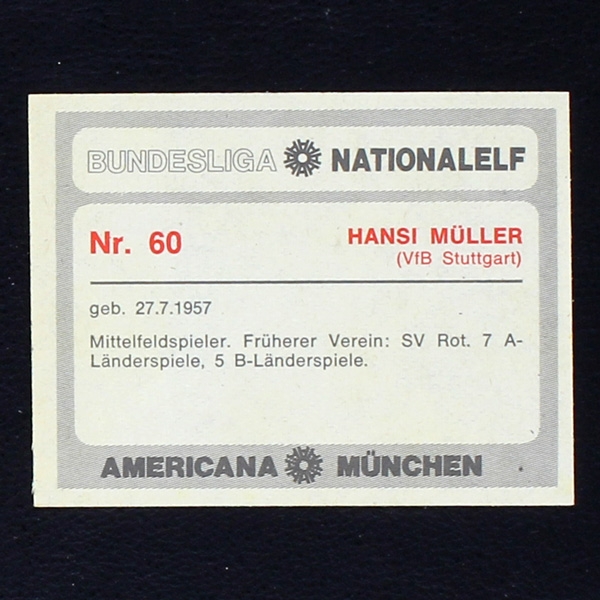 BUNDESLIGA NATIONALELF
Nr. 60 HANSI MÜLLER
(VfB Stuttgart)
geb. 27.7.1957
Mittelfeldspieler. Früherer Verein: SV Rot. 7 A-
Länderspiele, 5 B-Länderspiele.
AMERICANA MÜNCHEN